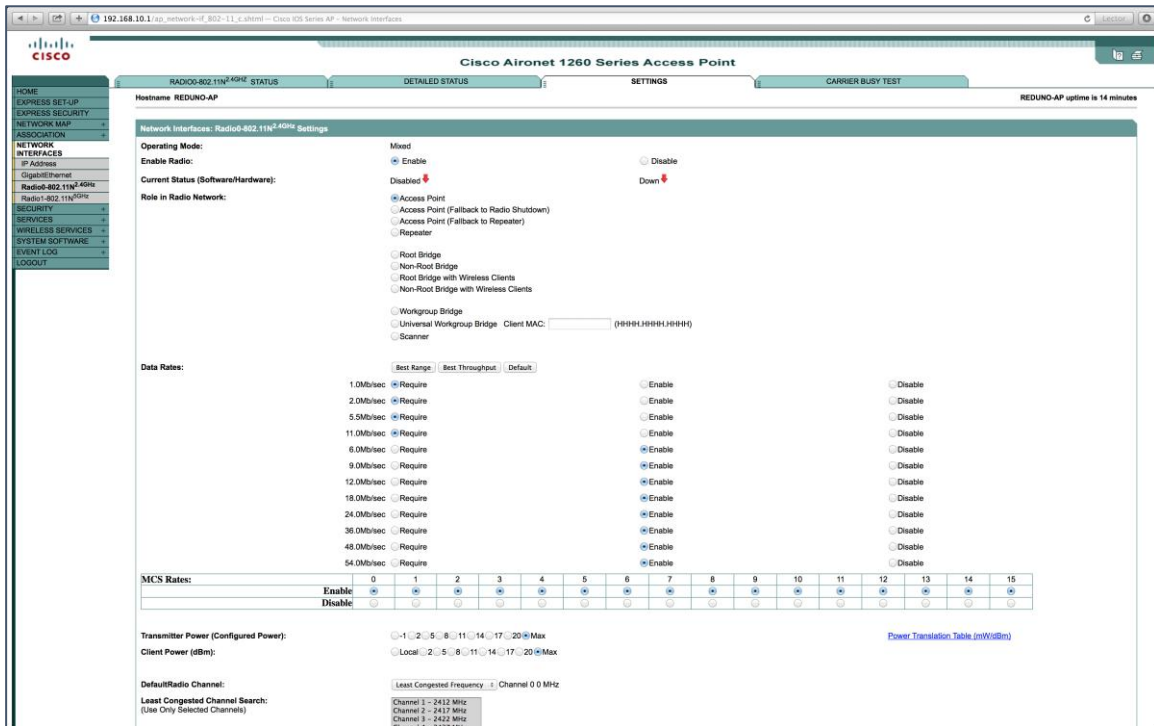 192.168.10.1/ap_network-if_802-11_c.shtml — Cisco IOS Series AP - Network Interfaces
Lector
CISCO
Cisco Aironet 1260 Series Access Point
RADIO0-802.11N2.4GHZ STATUS
DETAILED STATUS
SETTINGS
CARRIER BUSY TEST
HOME
EXPRESS SET-UP
EXPRESS SECURITY
NETWORK MAP +
ASSOCIATION +
NETWORK
INTERFACES
IP Address
GigabitEthernet
Radio0-802.11N2.4GHz
Radio1-802.11N5GHz
SECURITY +
SERVICES +
WIRELESS SERVICES +
SYSTEM SOFTWARE +
EVENT LOG +
LOGOUT
Hostname REDUNO-AP
REDUNO-AP uptime is 14 minutes
Network Interfaces: Radio0-802.11N2.4GHz Settings
Operating Mode: Mixed
Enable Radio: Enable Disable
Current Status (Software/Hardware): Disabled Down
Role in Radio Network: Access Point
Access Point (Fallback to Radio Shutdown)
Access Point (Fallback to Repeater)
Repeater
Root Bridge
Non-Root Bridge
Root Bridge with Wireless Clients
Non-Root Bridge with Wireless Clients
Workgroup Bridge
Universal Workgroup Bridge Client MAC: (HHHH.HHHH.HHHH)
Scanner
Data Rates: Best Range Best Throughput Default
1.0Mb/sec Require Enable Disable
2.0Mb/sec Require Enable Disable
5.5Mb/sec Require Enable Disable
11.0Mb/sec Require Enable Disable
6.0Mb/sec Require Enable Disable
9.0Mb/sec Require Enable Disable
12.0Mb/sec Require Enable Disable
18.0Mb/sec Require Enable Disable
24.0Mb/sec Require Enable Disable
36.0Mb/sec Require Enable Disable
48.0Mb/sec Require Enable Disable
54.0Mb/sec Require Enable Disable
MCS Rates: 0 1 2 3 4 5 6 7 8 9 10 11 12 13 14 15
Enable
Disable
Transmitter Power (Configured Power): -1 2 5 8 11 14 17 20 Max Power Translation Table (mW/dBm)
Client Power (dBm): Local 2 5 8 11 14 17 20 Max
DefaultRadio Channel: Least Congested Frequency Channel 0 0 MHz
Least Congested Channel Search:
(Use Only Selected Channels)
Channel 1 - 2412 MHz
Channel 2 - 2417 MHz
Channel 3 - 2422 MHz